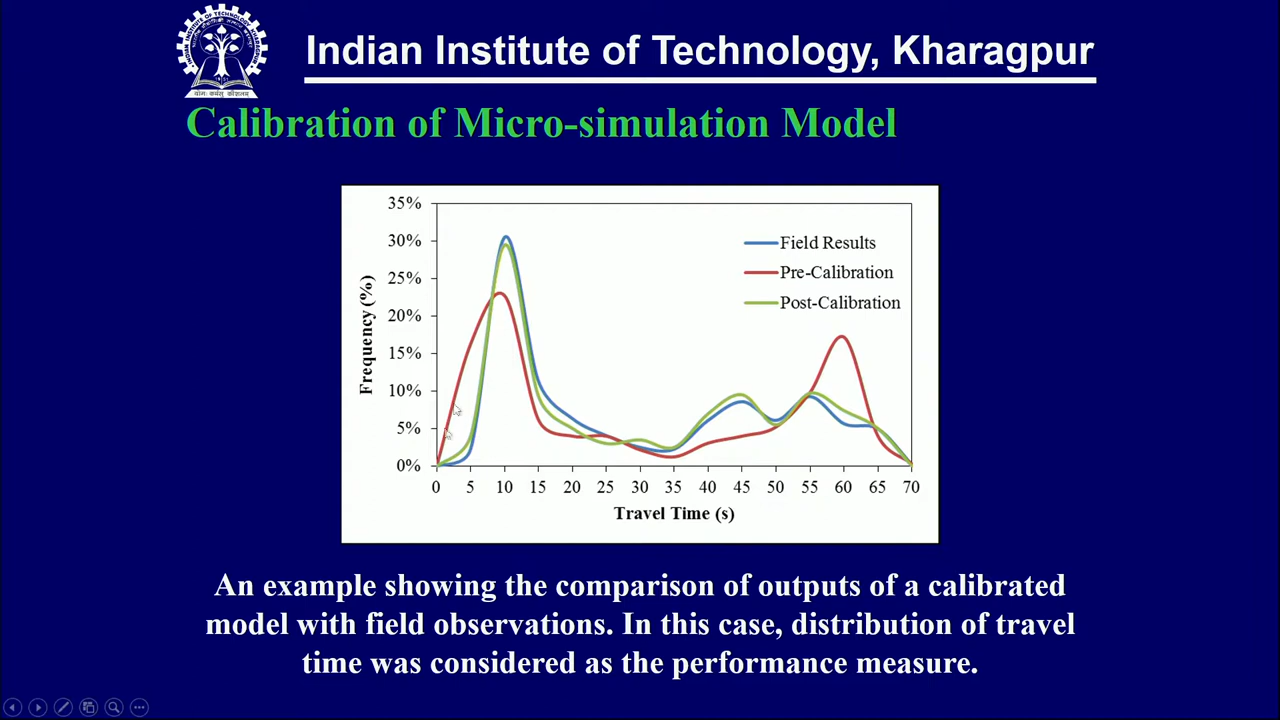 Indian Institute of Technology, Kharagpur
Calibration of Micro-simulation Model
35%
30%
25%
20%
15%
10%
5%
0%
Frequency (%)
Field Results
Pre-Calibration
Post-Calibration
0 5 10 15 20 25 30 35 40 45 50 55 60 65 70
Travel Time (s)
An example showing the comparison of outputs of a calibrated
model with field observations. In this case, distribution of travel
time was considered as the performance measure.